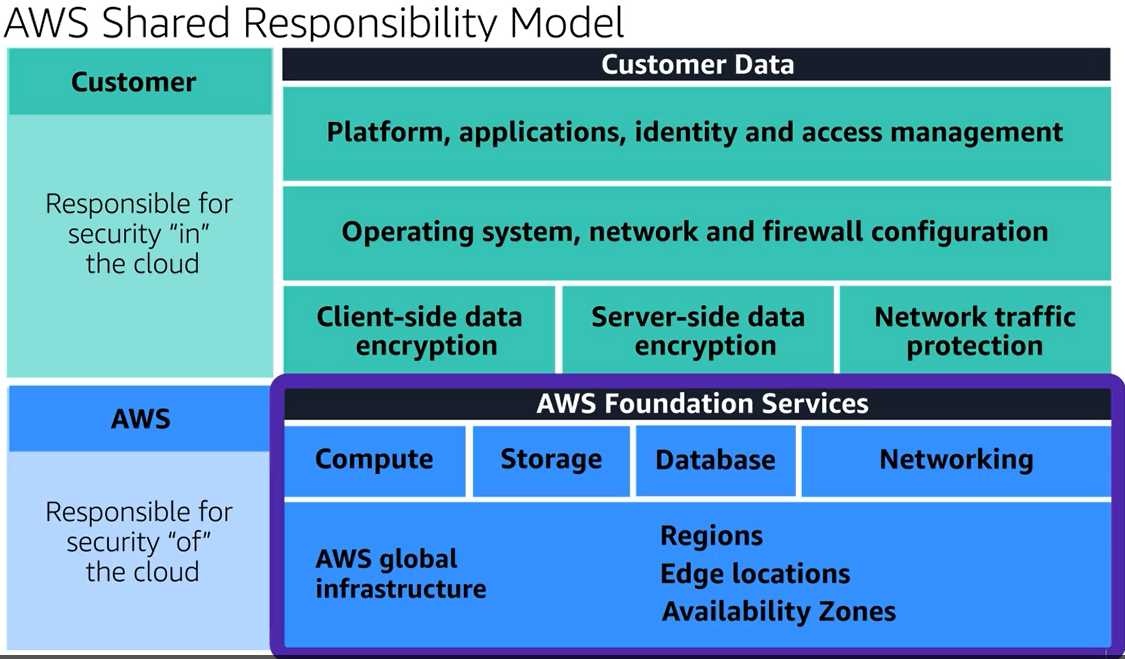 AWS Shared Responsibility Model
Customer
Responsible for
security “in”
the cloud
Customer Data
Platform, applications, identity and access management
Operating system, network and firewall configuration
Client-side data
encryption
Server-side data
encryption
Network traffic
protection
AWS
Responsible for
security “of”
the cloud
AWS Foundation Services
Compute
Storage
Database
Networking
AWS global
infrastructure
Regions
Edge locations
Availability Zones